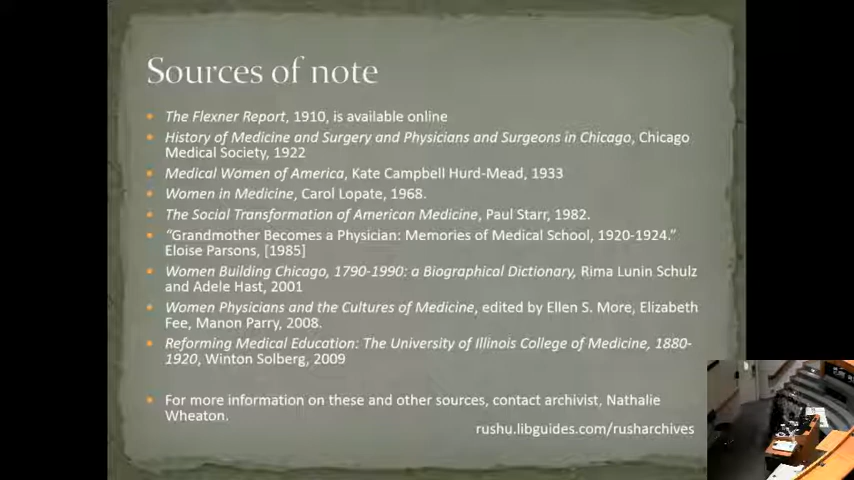 Sources of note
The Flexner Report, 1910, is available online
History of Medicine and Surgery and Physicians and Surgeons in Chicago, Chicago
Medical Society, 1922
Medical Women of America, Kate Campbell Hurd-Mead, 1933
Women in Medicine, Carol Lopate, 1968.
The Social Transformation of American Medicine, Paul Starr, 1982.
“Grandmother Becomes a Physician: Memories of Medical School, 1920-1924.”
Eloise Parsons, [1985]
Women Building Chicago, 1790-1990: a Biographical Dictionary, Rima Lunin Schulz
and Adele Hast, 2001
Women Physicians and the Cultures of Medicine, edited by Ellen S. More, Elizabeth
Fee, Manon Parry, 2008.
Reforming Medical Education: The University of Illinois College of Medicine, 1880-
1920, Winton Solberg, 2009
For more information on these and other sources, contact archivist, Nathalie
Wheaton.
rushu.libguides.com/rusharchives